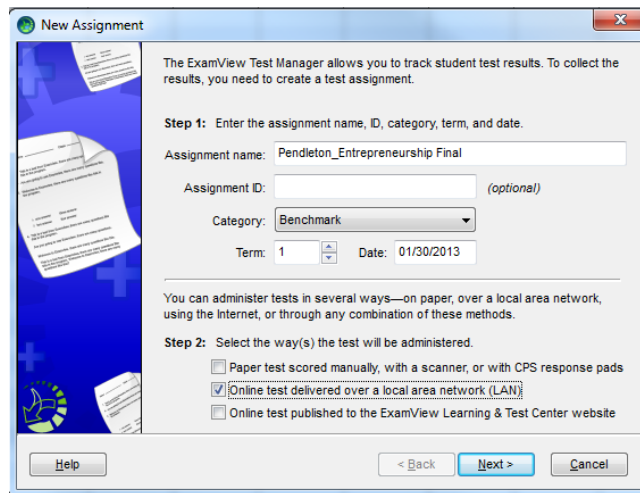 New Assignment
The ExamView Test Manager allows you to track student test results. To collect the
results, you need to create a test assignment.
Step 1: Enter the assignment name, ID, category, term, and date.
Assignment name: Pendleton_Entrepreneurship Final
Assignment ID: (optional)
Category: Benchmark
Term: 1 Date: 01/30/2013
You can administer tests in several ways—on paper, over a local area network,
using the Internet, or through any combination of these methods.
Step 2: Select the way(s) the test will be administered.
Paper test scored manually, with a scanner, or with CPS response pads
Online test delivered over a local area network (LAN)
Online test published to the ExamView Learning & Test Center website
Help < Back Next > Cancel